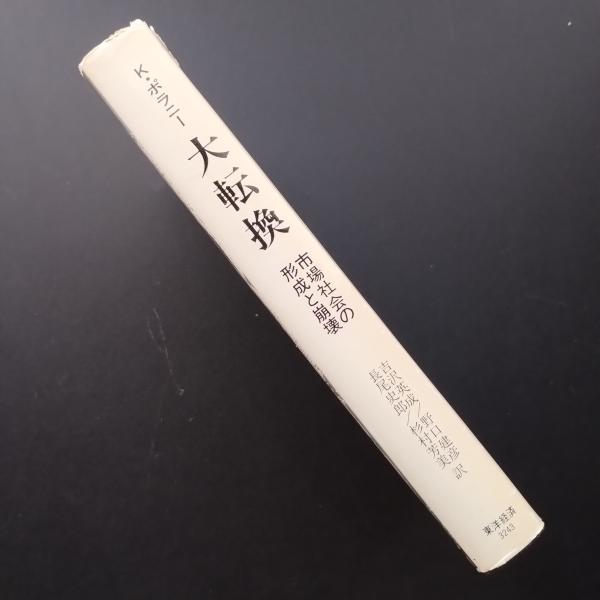 K・ポラニー
大転換
市場社会の
形成と崩壊
吉沢英成／野口建彦
長尾史郎／杉村芳美 訳
東洋経済
3243